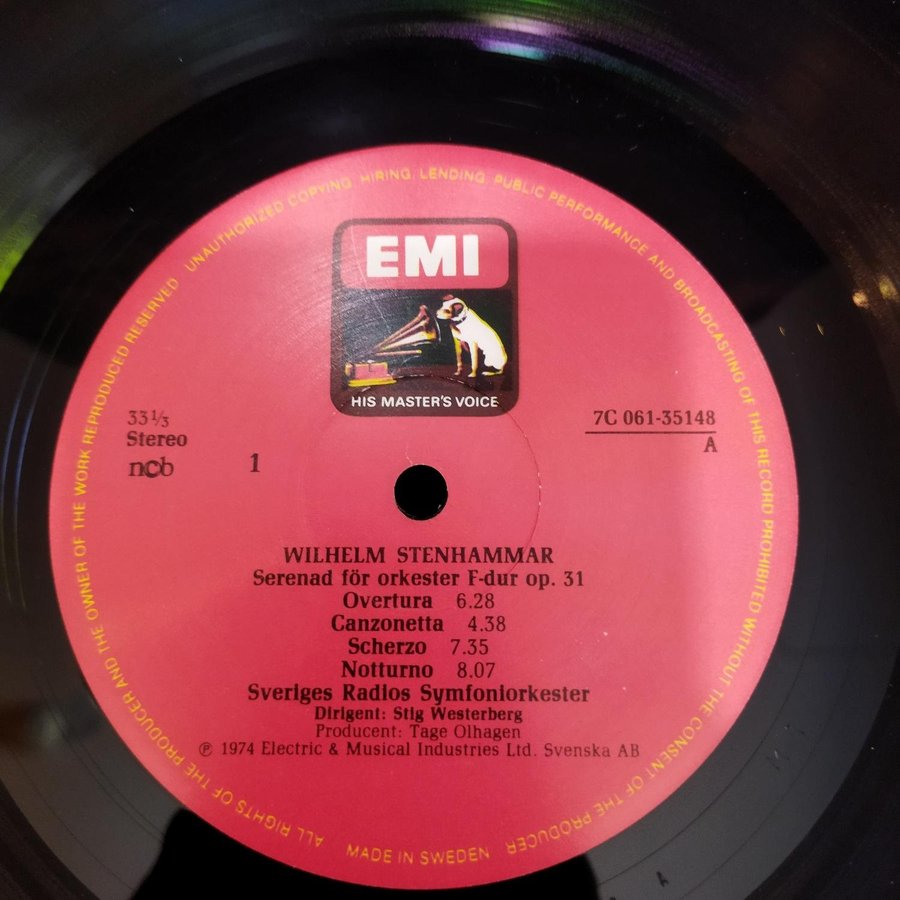 EMI
HIS MASTER'S VOICE
33⅓
Stereo
ncb
1
7C 061-35148
A
WILHELM STENHAMMAR
Serenad för orkester F-dur op. 31
Overtura 6.28
Canzonetta 4.38
Scherzo 7.35
Notturno 8.07
Sveriges Radios Symfoniorkester
Dirigent: Stig Westerberg
Producent: Tage Olhagen
℗ 1974 Electric & Musical Industries Ltd. Svenska AB
ALL RIGHTS OF THE PRODUCER AND THE OWNER OF THE WORK REPRODUCED RESERVED UNAUTHORIZED COPYING HIRING LENDING PUBLIC PERFORMANCE AND BROADCASTING OF THIS RECORD PROHIBITED WITHOUT THE CONSENT OF THE PRODUCER
MADE IN SWEDEN